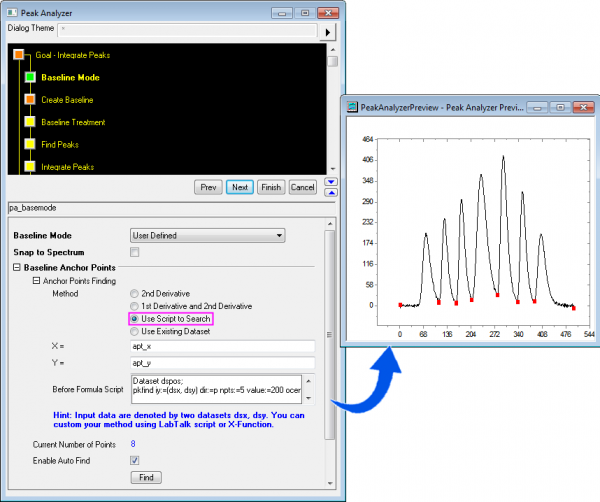 Peak Analyzer
Dialog Theme *
Goal - Integrate Peaks
Baseline Mode
Create Baseline
Baseline Treatment
Find Peaks
Integrate Peaks
Prev Next Finish Cancel
pa_basemode
Baseline Mode User Defined
Snap to Spectrum
Baseline Anchor Points
Anchor Points Finding
Method 2nd Derivative
1st Derivative and 2nd Derivative
Use Script to Search
Use Existing Dataset
X = apt_x
Y = apt_y
Before Formula Script Dataset dspos;
pkfind iy:=(dsx, dsy) dir:=p npts:=5 value:=200 ocer
Hint: Input data are denoted by two datasets dsx, dsy. You can
custom your method using LabTalk script or X-Function.
Current Number of Points 8
Enable Auto Find
Find
PeakAnalyzerPreview - Peak Analyzer Previ...
464
406
348
290
232
174
116
58
0
0 68 136 204 272 340 408 476 544